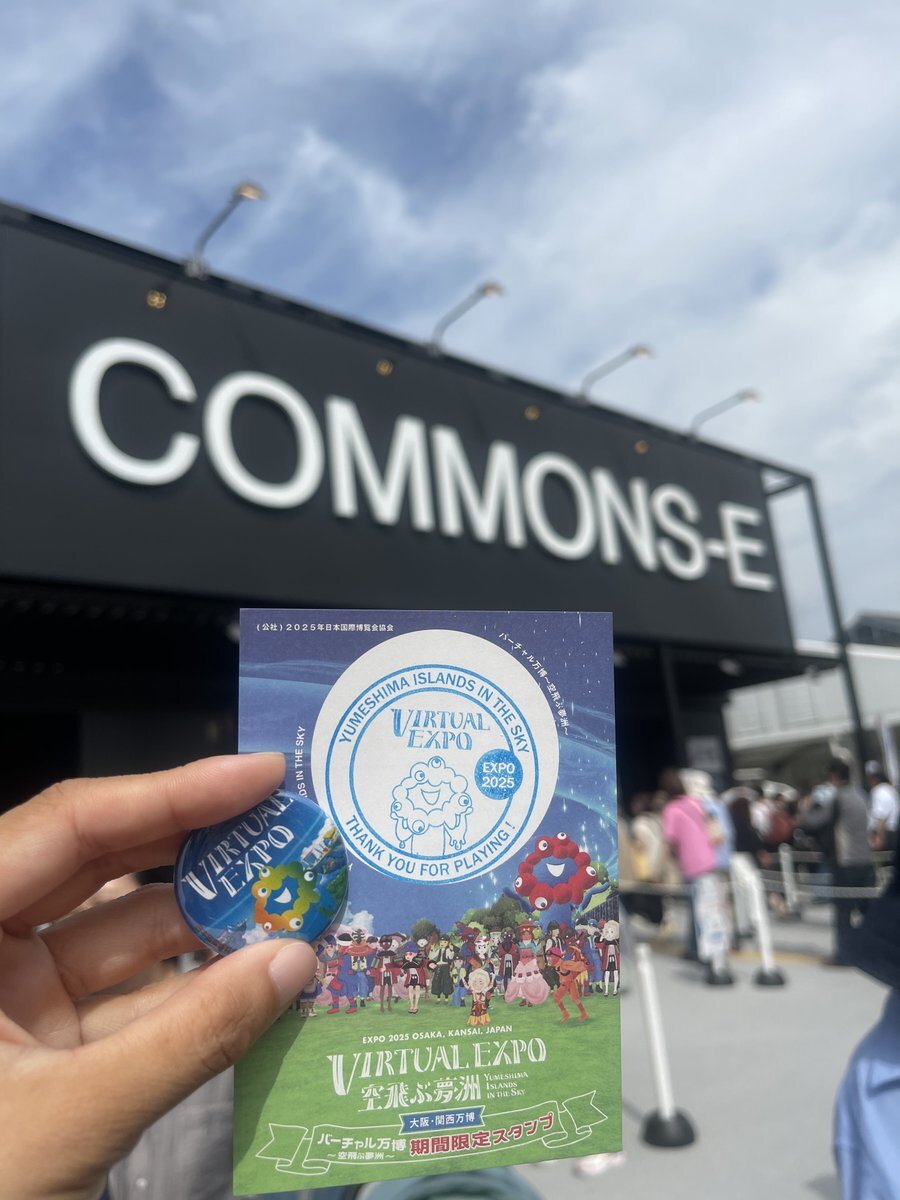 COMMONS-E
(公社)2025年日本国際博覧会協会
バーチャル万博~空飛ぶ夢洲~
NDS IN THE SKY
YUMESHIMA ISLANDS IN THE SKY
VIRTUAL
EXPO
EXPO
2025
THANK YOU FOR PLAYING!
VIRTUAL
EXPO
EXPO 2025 OSAKA, KANSAI, JAPAN
VIRTUAL EXPO
空飛ぶ夢洲
YUMESHIMA
ISLANDS
IN THE SKY
大阪・関西万博
バーチャル万博
~空飛ぶ夢洲~
期間限定スタンプ